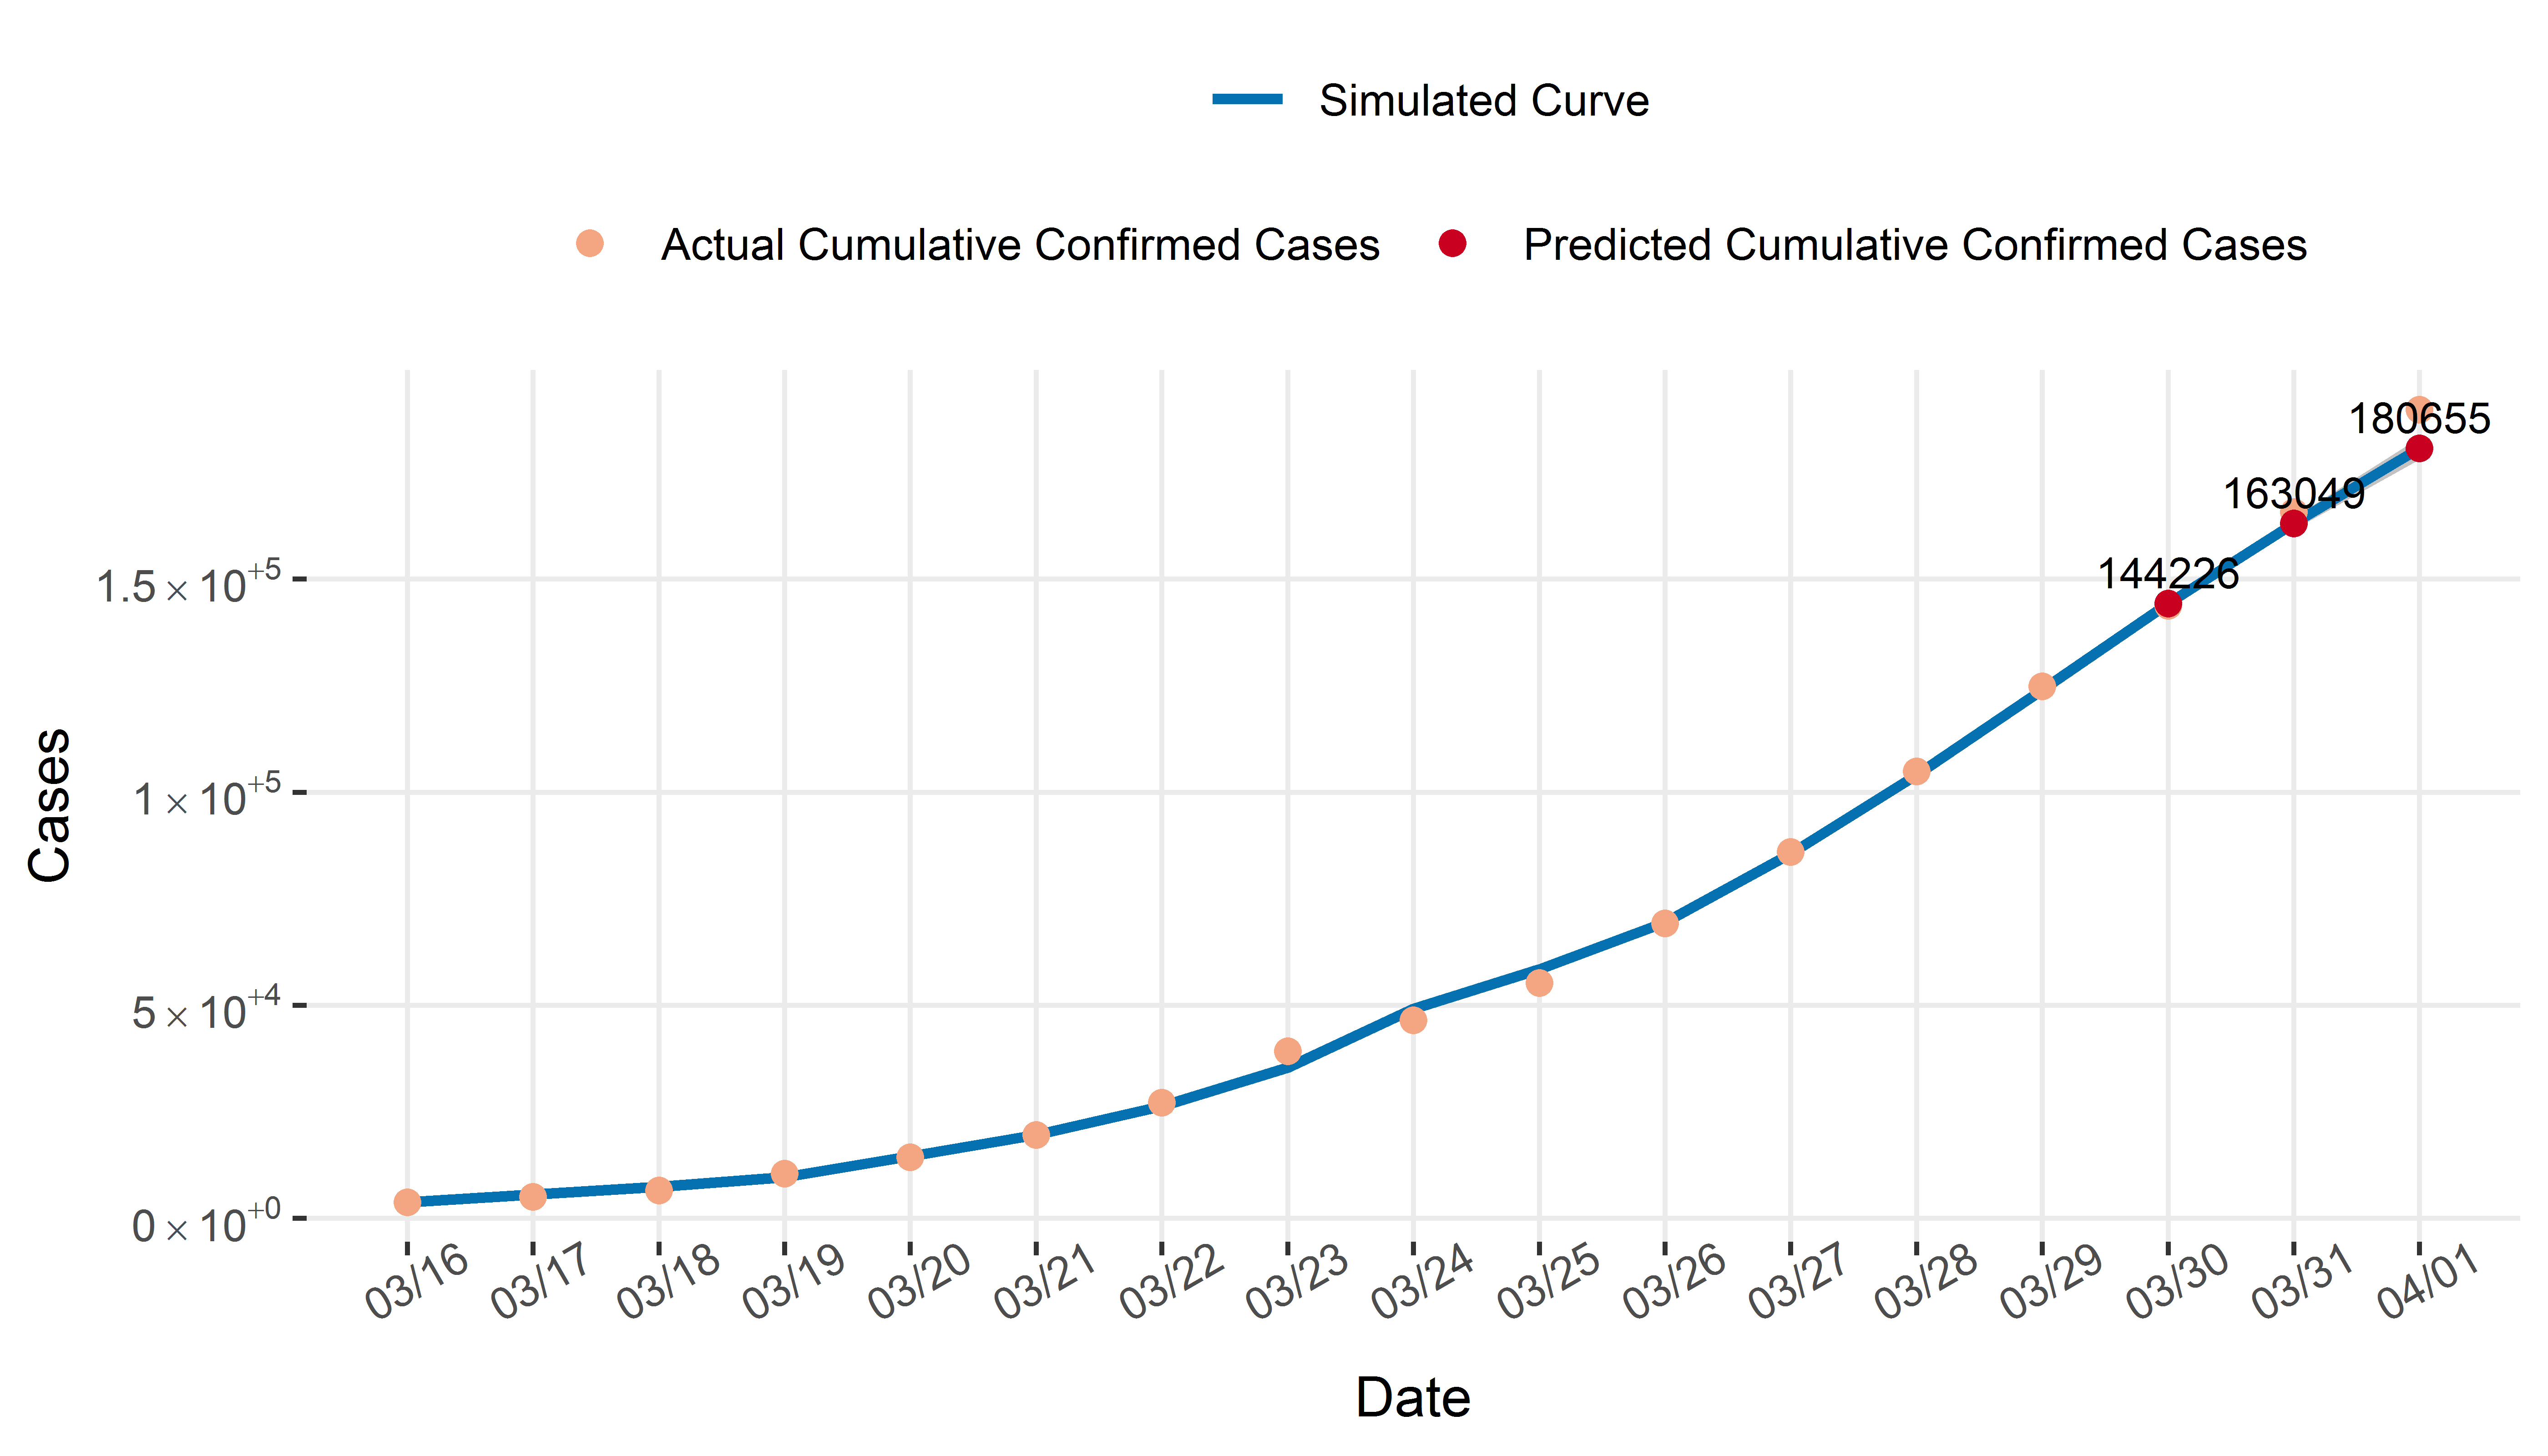 Simulated Curve
Actual Cumulative Confirmed Cases
Predicted Cumulative Confirmed Cases
180655
163049
144226
1.5 × 10⁺⁵
1 × 10⁺⁵
5 × 10⁺⁴
0 × 10⁺⁰
Cases
03/16
03/17
03/18
03/19
03/20
03/21
03/22
03/23
03/24
03/25
03/26
03/27
03/28
03/29
03/30
03/31
04/01
Date